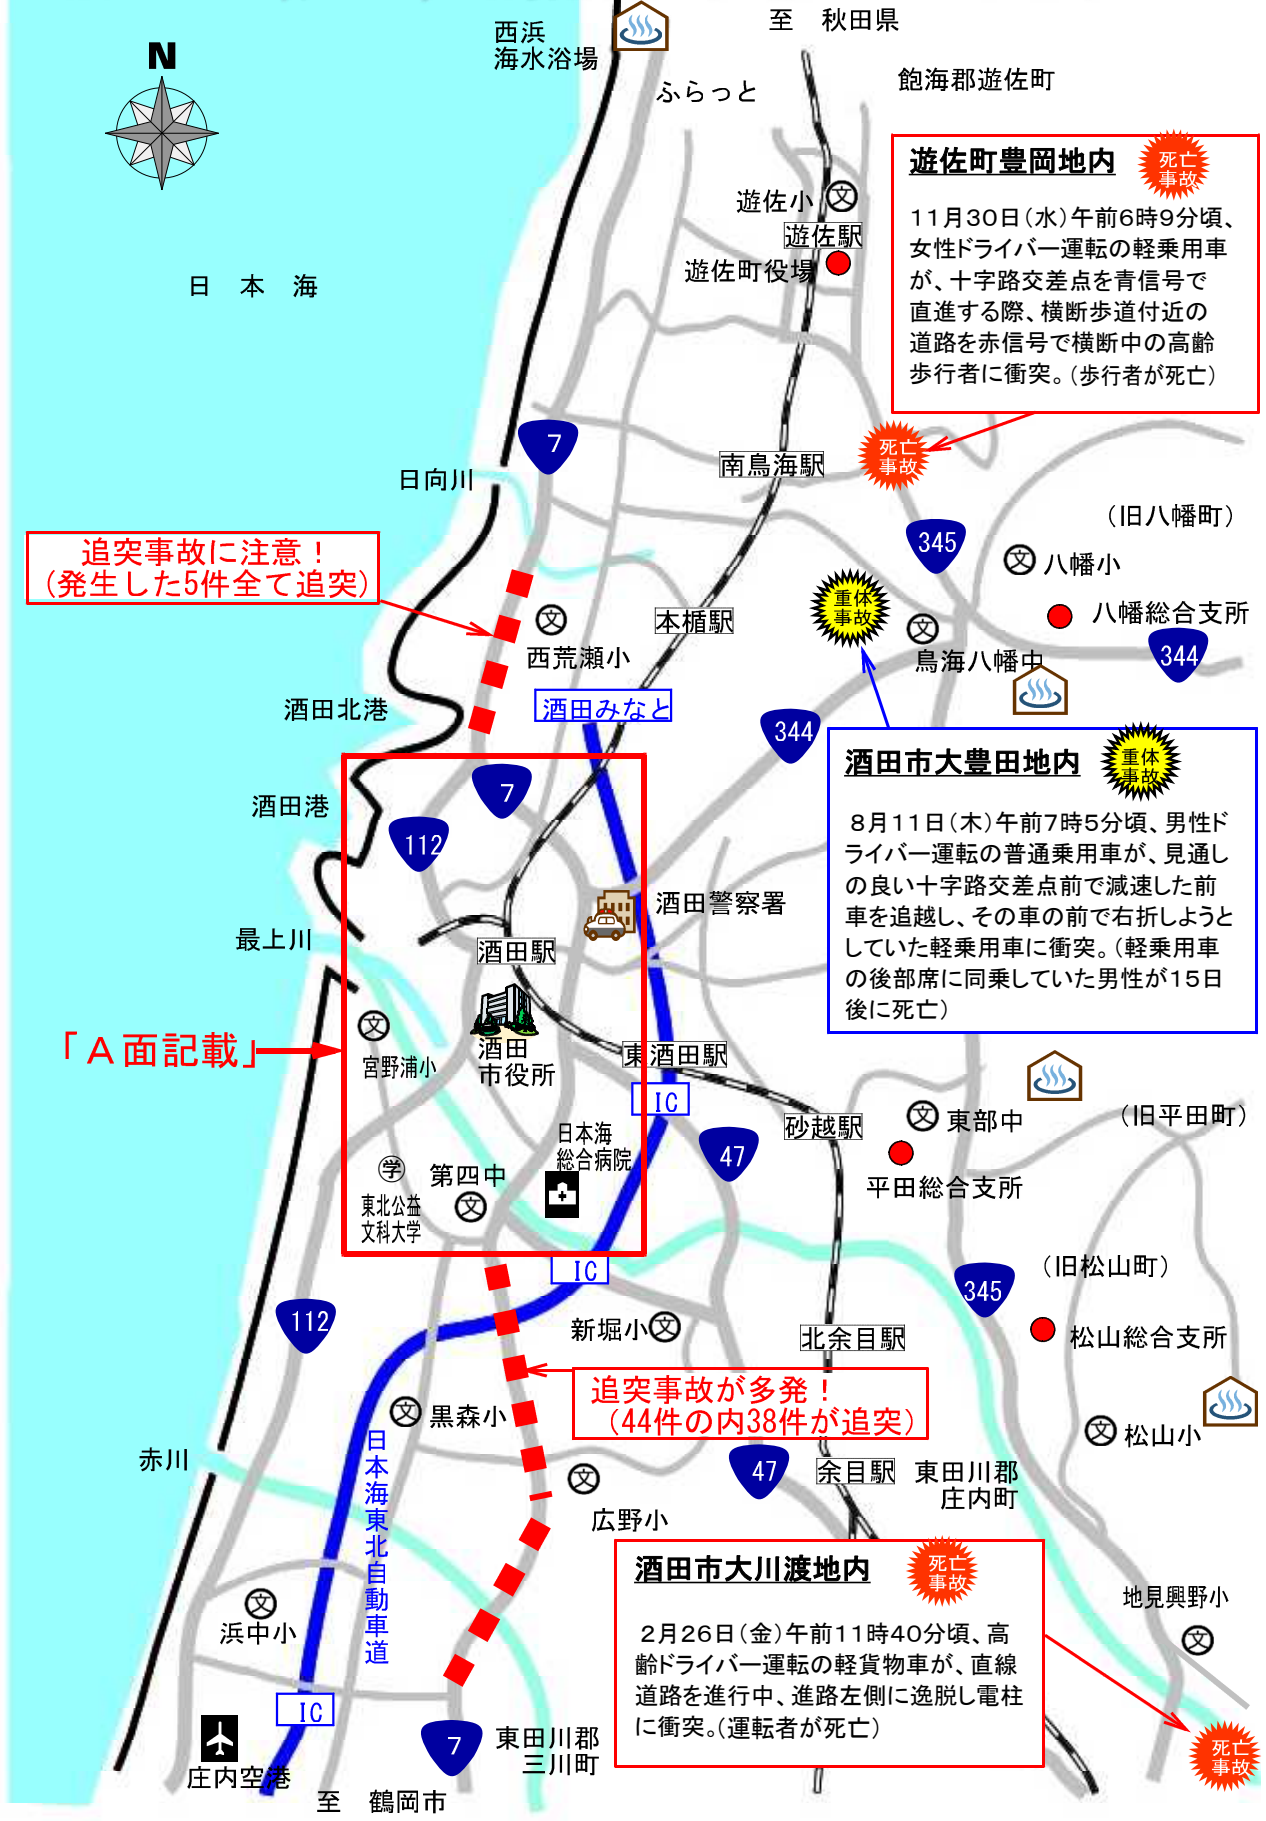 西浜
海水浴場
至　秋田県
N
ふらっと
飽海郡遊佐町
遊佐町豊岡地内
死亡
事故
11月30日（水）午前6時9分頃、
女性ドライバー運転の軽乗用車
が、十字路交差点を青信号で
直進する際、横断歩道付近の
道路を赤信号で横断中の高齢
歩行者に衝突。（歩行者が死亡）
遊佐小
文
遊佐駅
遊佐町役場
日　本　海
7
日向川
南鳥海駅
死亡
事故
（旧八幡町）
345
文
八幡小
追突事故に注意！
（発生した5件全て追突）
重体
事故
文
西荒瀬小
本楯駅
八幡総合支所
文
鳥海八幡中
344
酒田みなと
酒田北港
344
酒田市大豊田地内
重体
事故
8月11日（木）午前7時5分頃、男性ド
ライバー運転の普通乗用車が、見通し
の良い十字路交差点前で減速した前
車を追越し、その車の前で右折しようと
していた軽乗用車に衝突。（軽乗用車
の後部席に同乗していた男性が15日
後に死亡）
酒田港
7
112
酒田警察署
最上川
酒田駅
「Ａ面記載」
文
宮野浦小
酒田
市役所
東酒田駅
IC
砂越駅
文
東部中
（旧平田町）
日本海
総合病院
47
平田総合支所
学
東北公益
文科大学
第四中
文
IC
（旧松山町）
345
112
新堀小
文
北余目駅
松山総合支所
追突事故が多発！
（44件の内38件が追突）
文
黒森小
文
松山小
日本海東北自動車道
赤川
47
余目駅
東田川郡
庄内町
文
広野小
酒田市大川渡地内
死亡
事故
2月26日（金）午前11時40分頃、高
齢ドライバー運転の軽貨物車が、直線
道路を進行中、進路左側に逸脱し電柱
に衝突。（運転者が死亡）
地見興野小
文
文
浜中小
IC
7
東田川郡
三川町
死亡
事故
庄内空港
至　鶴岡市